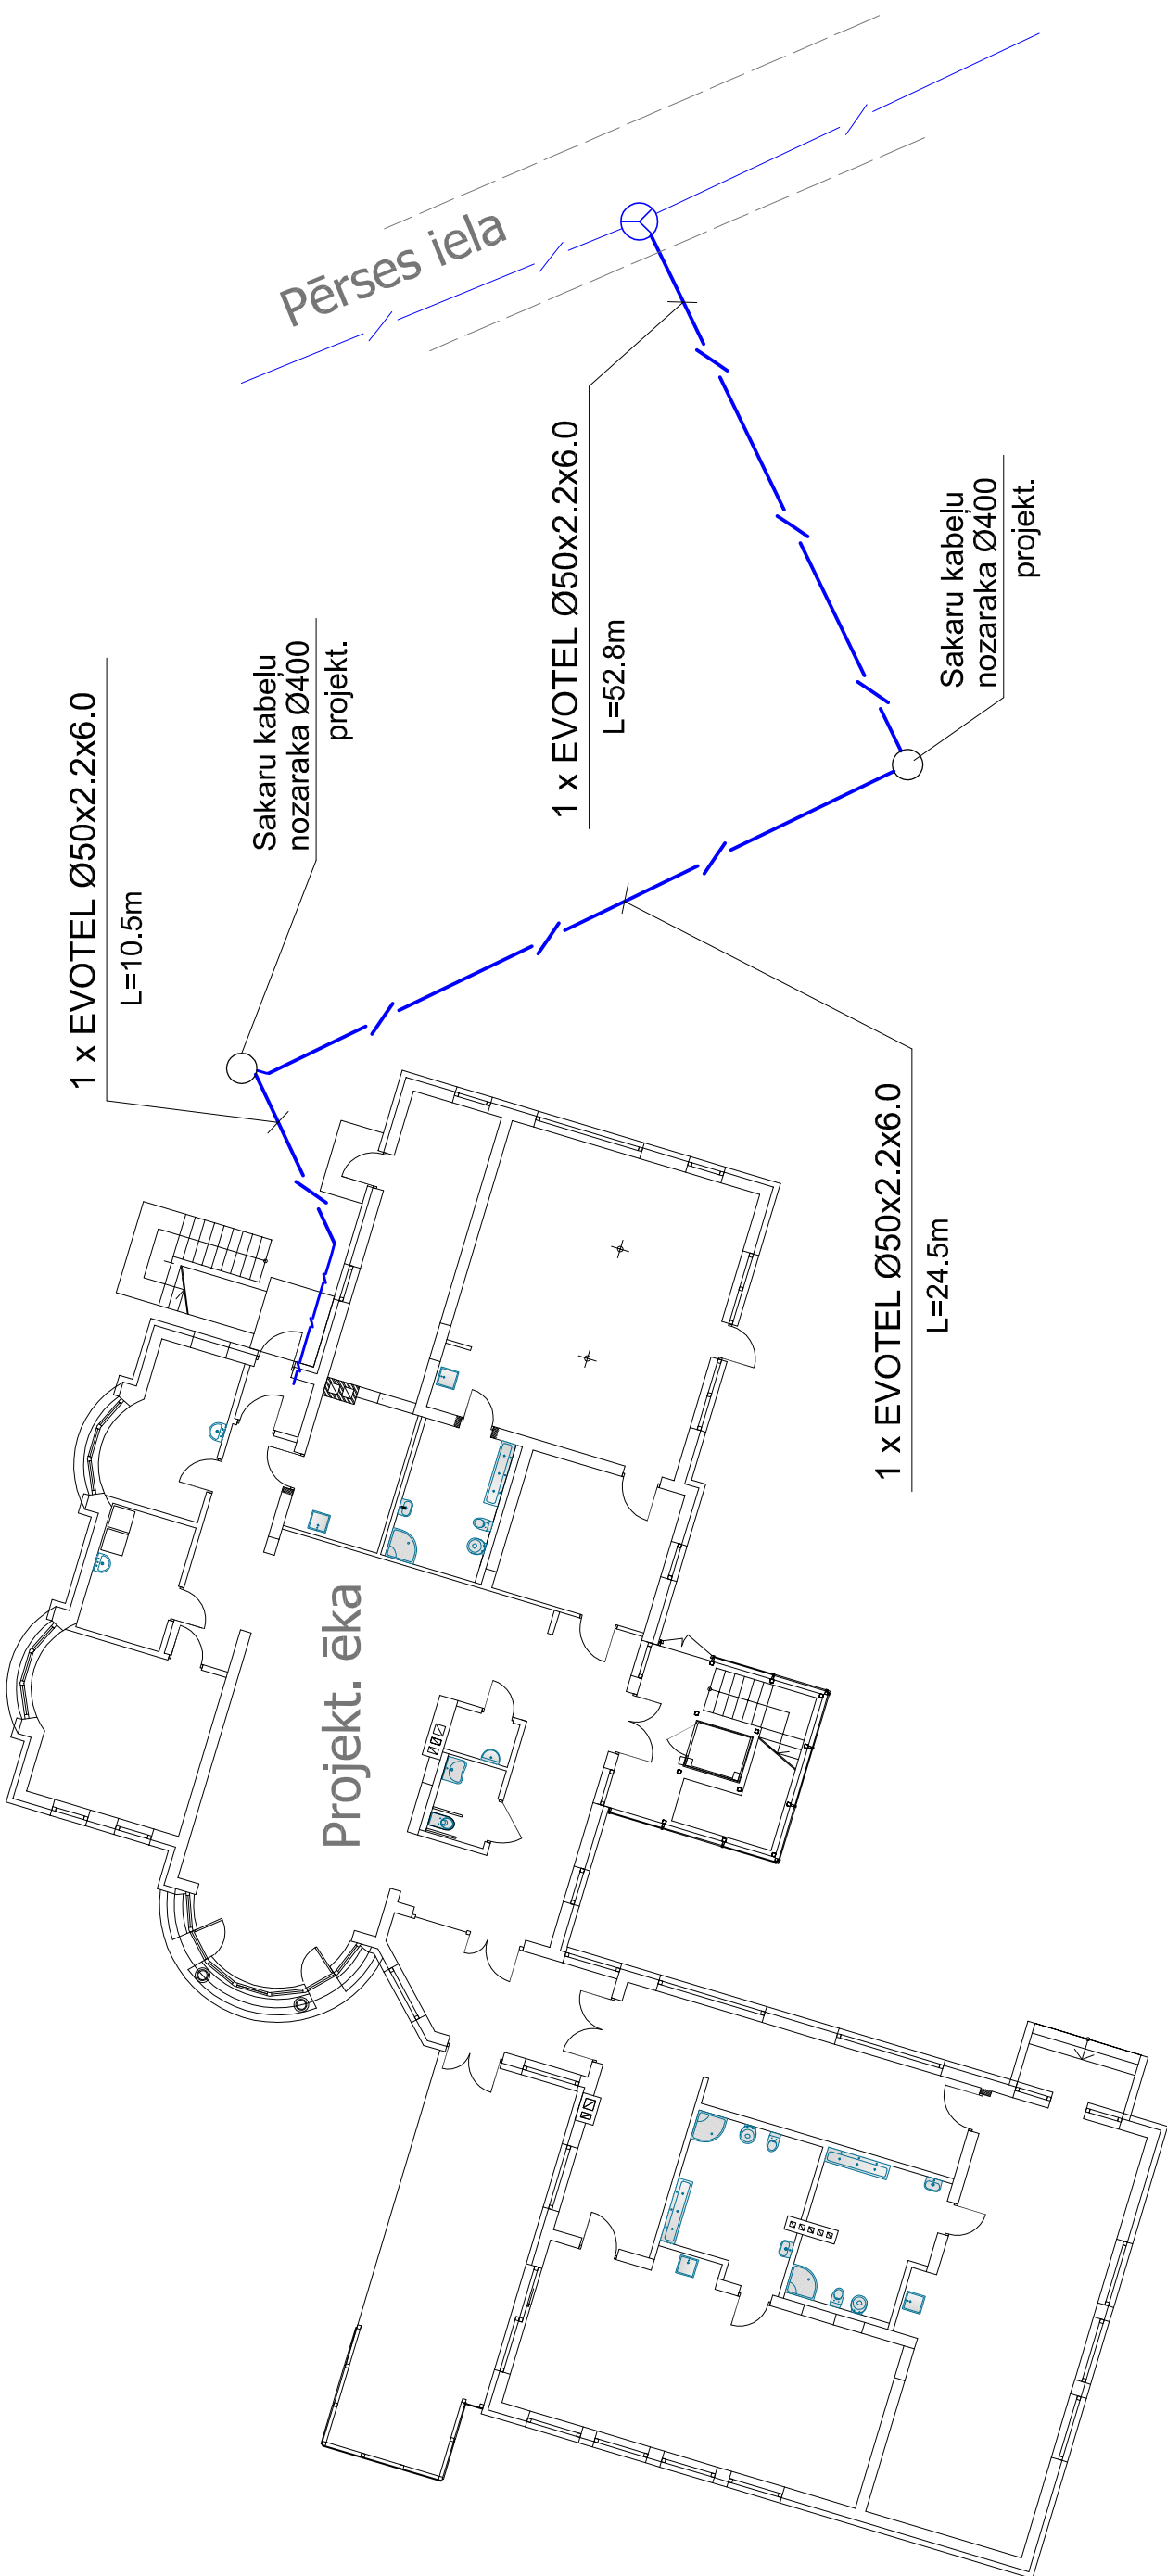 Pērses iela
1 x EVOTEL Ø50x2.2x6.0
L=52.8m
Sakaru kabeļu
nozaraka Ø400
projekt.
1 x EVOTEL Ø50x2.2x6.0
L=10.5m
Sakaru kabeļu
nozaraka Ø400
projekt.
1 x EVOTEL Ø50x2.2x6.0
L=24.5m
Projekt. ēka